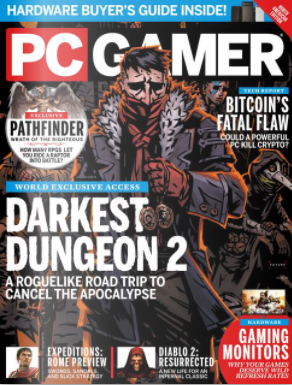 HARDWARE BUYER'S GUIDE INSIDE!
NORTH
AMERICAN
EDITION
PC GAMER
EXCLUSIVE
PATHFINDER
WRATH OF THE RIGHTEOUS
HOW MANY RPGS LET
YOU RIDE A RAPTOR
INTO BATTLE?
TECH REPORT
BITCOIN'S
FATAL FLAW
COULD A POWERFUL
PC KILL CRYPTO?
WORLD EXCLUSIVE ACCESS
DARKEST
DUNGEON 2
A ROGUELIKE ROAD TRIP TO
CANCEL THE APOCALYPSE
HARDWARE
GAMING
MONITORS
WHY YOUR GAMES
DESERVE WILD
REFRESH RATES
EXPEDITIONS:
ROME PREVIEW
SWORDS, SANDALS,
AND SLICK STRATEGY
DIABLO 2:
RESURRECTED
A NEW LIFE FOR AN
INFERNAL CLASSIC